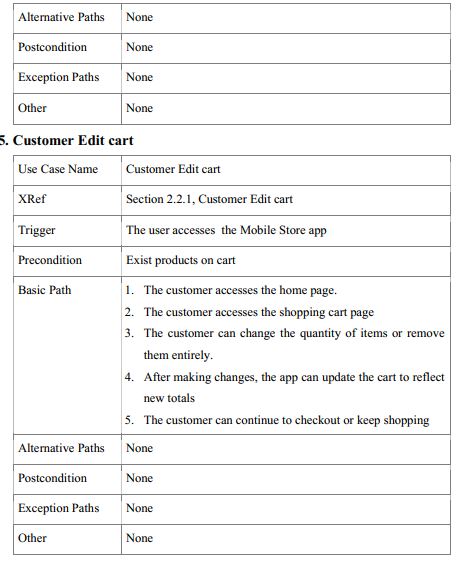 Alternative Paths None
Postcondition None
Exception Paths None
Other None
5. Customer Edit cart
Use Case Name Customer Edit cart
XRef Section 2.2.1, Customer Edit cart
Trigger The user accesses the Mobile Store app
Precondition Exist products on cart
Basic Path 1. The customer accesses the home page.
2. The customer accesses the shopping cart page
3. The customer can change the quantity of items or remove
them entirely.
4. After making changes, the app can update the cart to reflect
new totals
5. The customer can continue to checkout or keep shopping
Alternative Paths None
Postcondition None
Exception Paths None
Other None